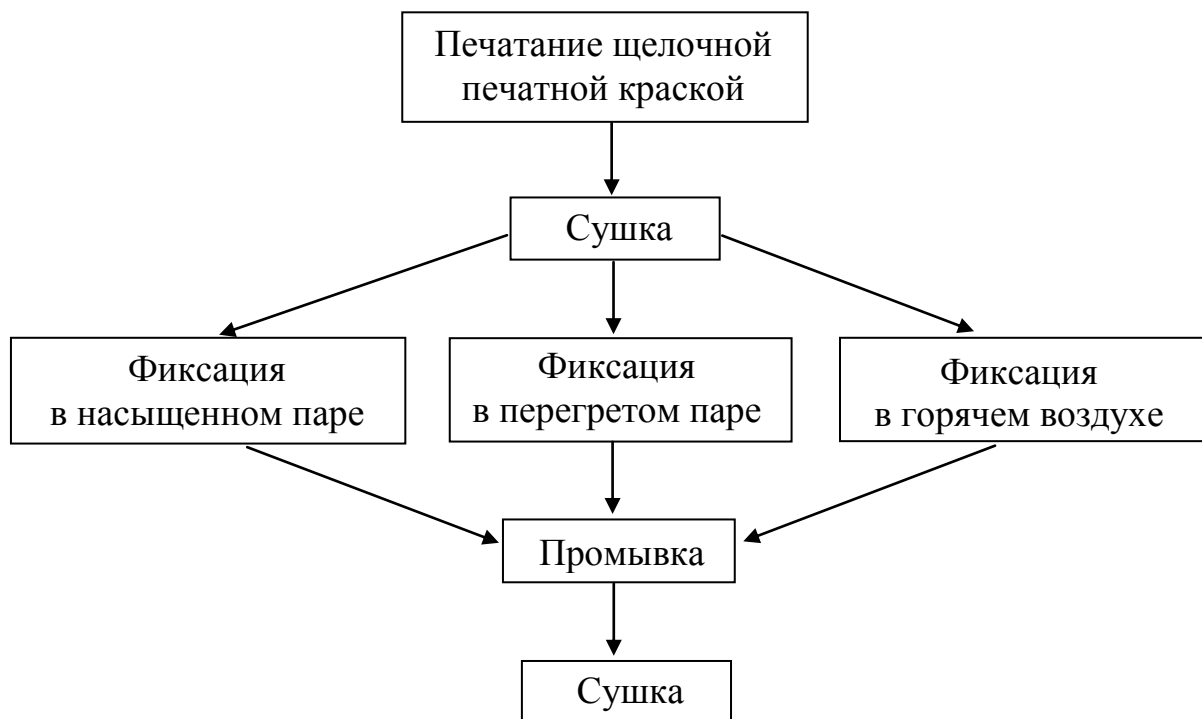 Печатание щелочной
печатной краской
Сушка
Фиксация
в насыщенном паре
Фиксация
в перегретом паре
Фиксация
в горячем воздухе
Промывка
Сушка